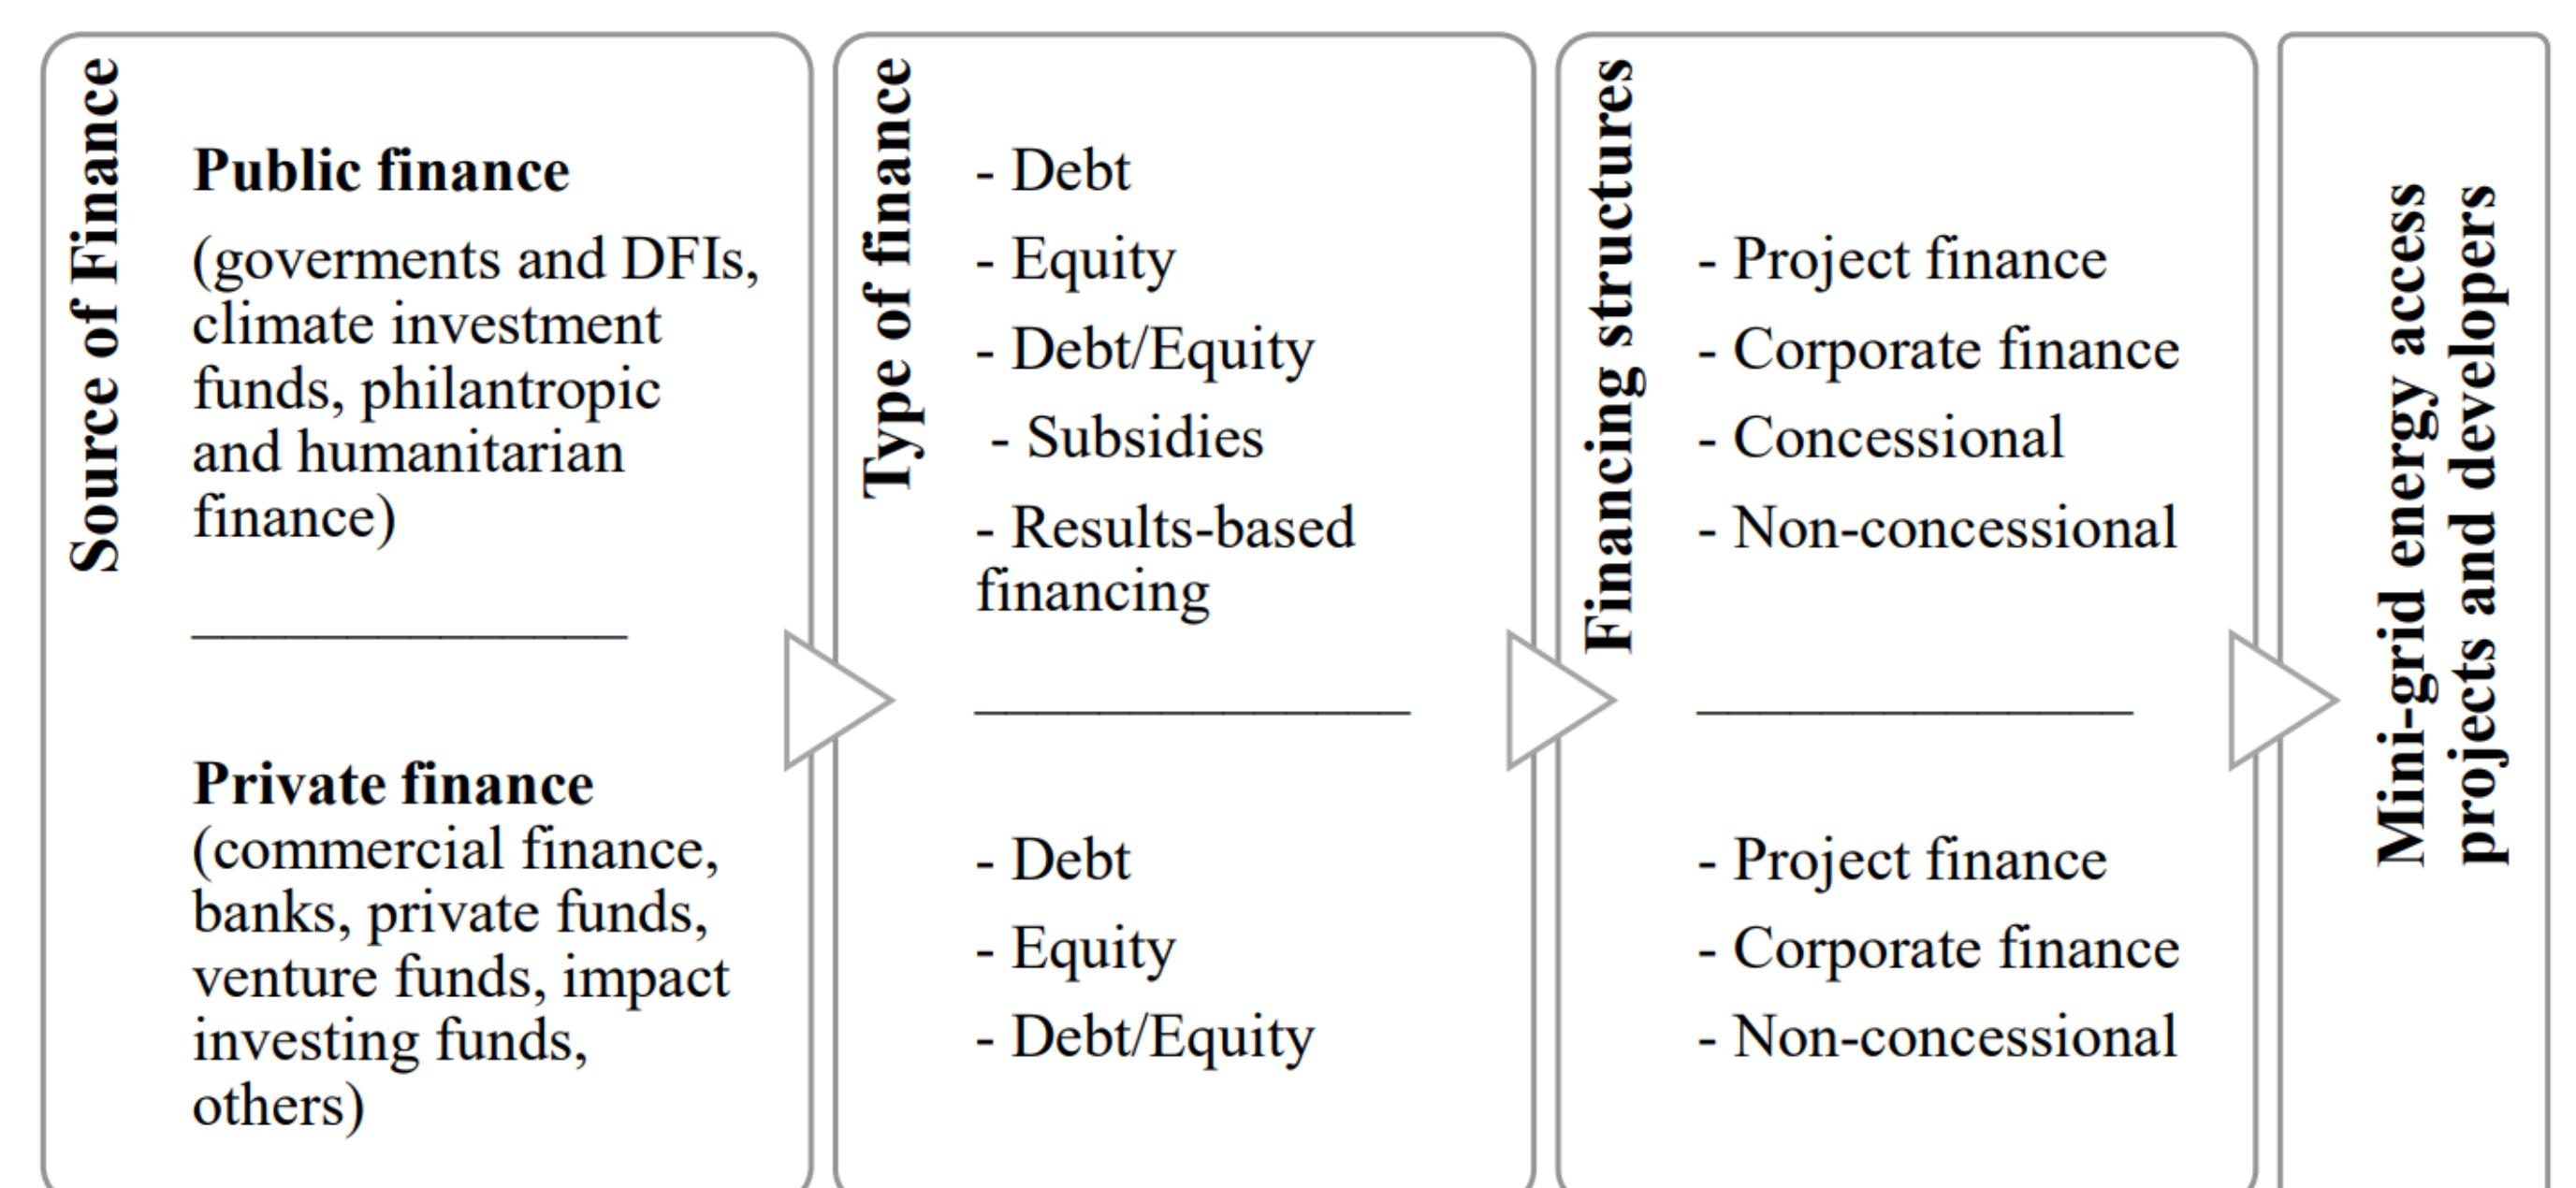 Source of Finance
Public finance
(goverments and DFIs,
climate investment
funds, philantropic
and humanitarian
finance)
Private finance
(commercial finance,
banks, private funds,
venture funds, impact
investing funds,
others)
Type of finance
- Debt
- Equity
- Debt/Equity
- Subsidies
- Results-based
financing
- Debt
- Equity
- Debt/Equity
Financing structures
- Project finance
- Corporate finance
- Concessional
- Non-concessional
- Project finance
- Corporate finance
- Non-concessional
Mini-grid energy access
projects and developers